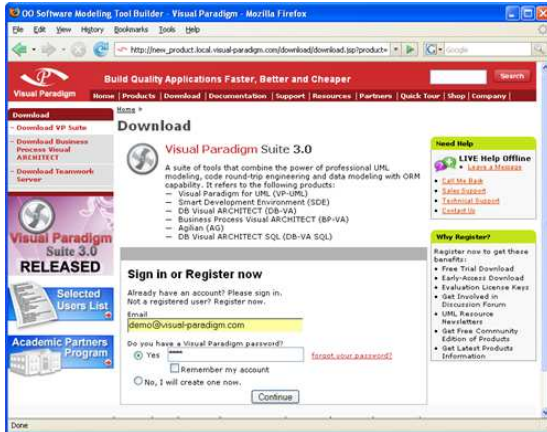 OO Software Modeling Tool Builder - Visual Paradigm - Mozilla Firefox
File Edit View History Bookmarks Tools Help
http://new_product.local.visual-paradigm.com/download/download.jsp?product=
Google
Visual Paradigm
Build Quality Applications Faster, Better and Cheaper
Search
Home | Products | Download | Documentation | Support | Resources | Partners | Quick Tour | Shop | Company |
Download
- Download VP Suite
- Download Business
Process Visual
ARCHITECT
- Download Teamwork
Server
Visual Paradigm
Suite 3.0
RELEASED
Selected
Users List
Academic Partners
Program
Home >
Download
Visual Paradigm Suite 3.0
A suite of tools that combine the power of professional UML
modeling, code round-trip engineering and data modeling with ORM
capability. It refers to the following products:
— Visual Paradigm for UML (VP-UML)
— Smart Development Environment (SDE)
— DB Visual ARCHITECT (DB-VA)
— Business Process Visual ARCHITECT (BP-VA)
— Agilian (AG)
— DB Visual ARCHITECT SQL (DB-VA SQL)
Sign in or Register now
Already have an account? Please sign in.
Not a registered user? Register now.
Email
demo@visual-paradigm.com
Do you have a Visual Paradigm password?
Yes
forgot your password?
Remember my account
No, I will create one now.
Continue
Need Help
LIVE Help Offline
Leave a Message
Call Me Back
Sales Support
Technical Support
Contact Us
Why Register?
Register now to get these
benefits:
Free Trial Download
Early-Access Download
Evaluation License Keys
Get Involved in
Discussion Forum
UML Resource
Newsletters
Get Free Community
Edition of Products
Get Latest Products
Information
Done